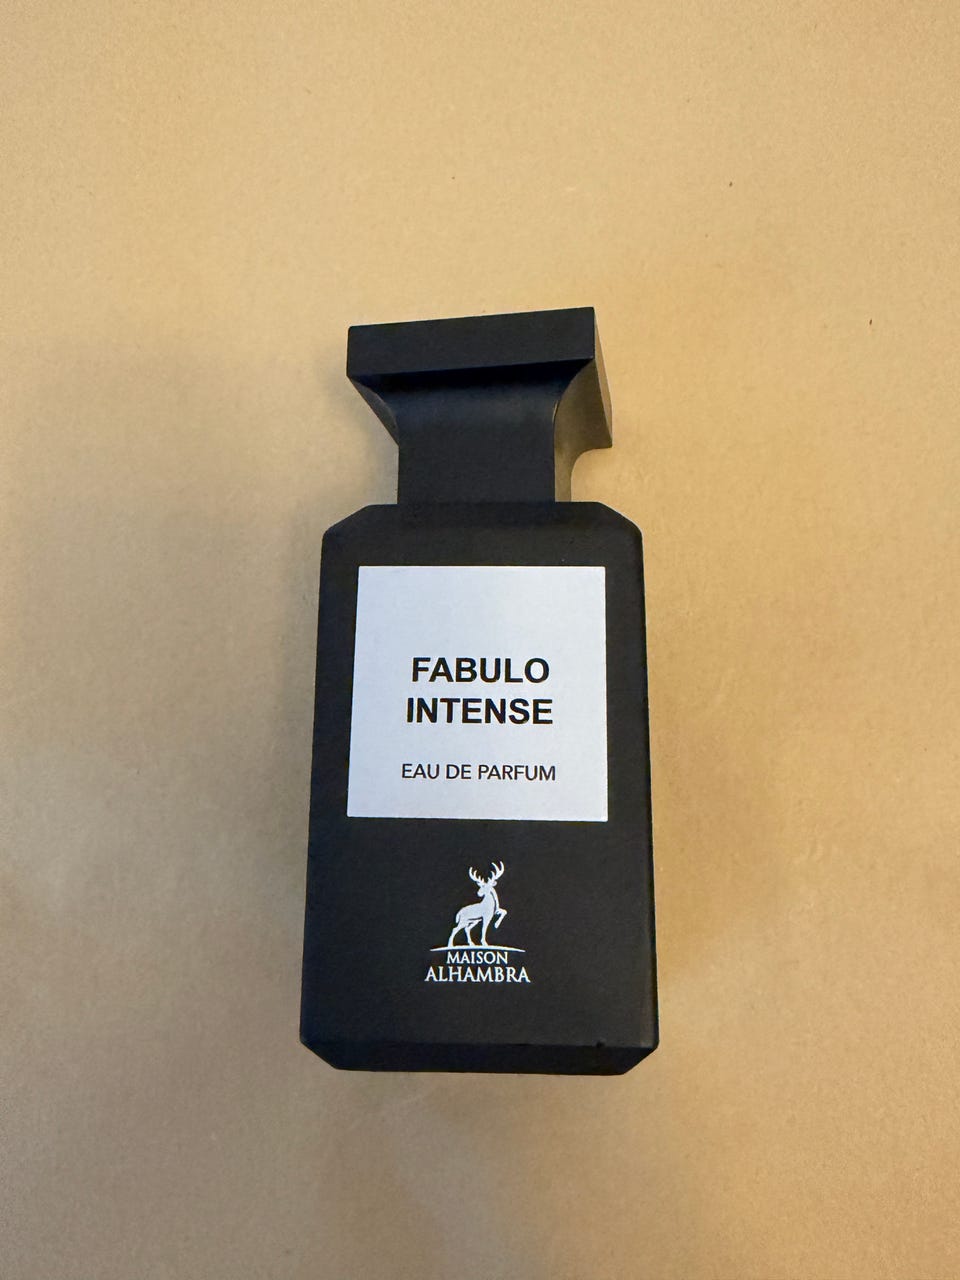 FABULO
INTENSE
EAU DE PARFUM
MAISON
ALHAMBRA